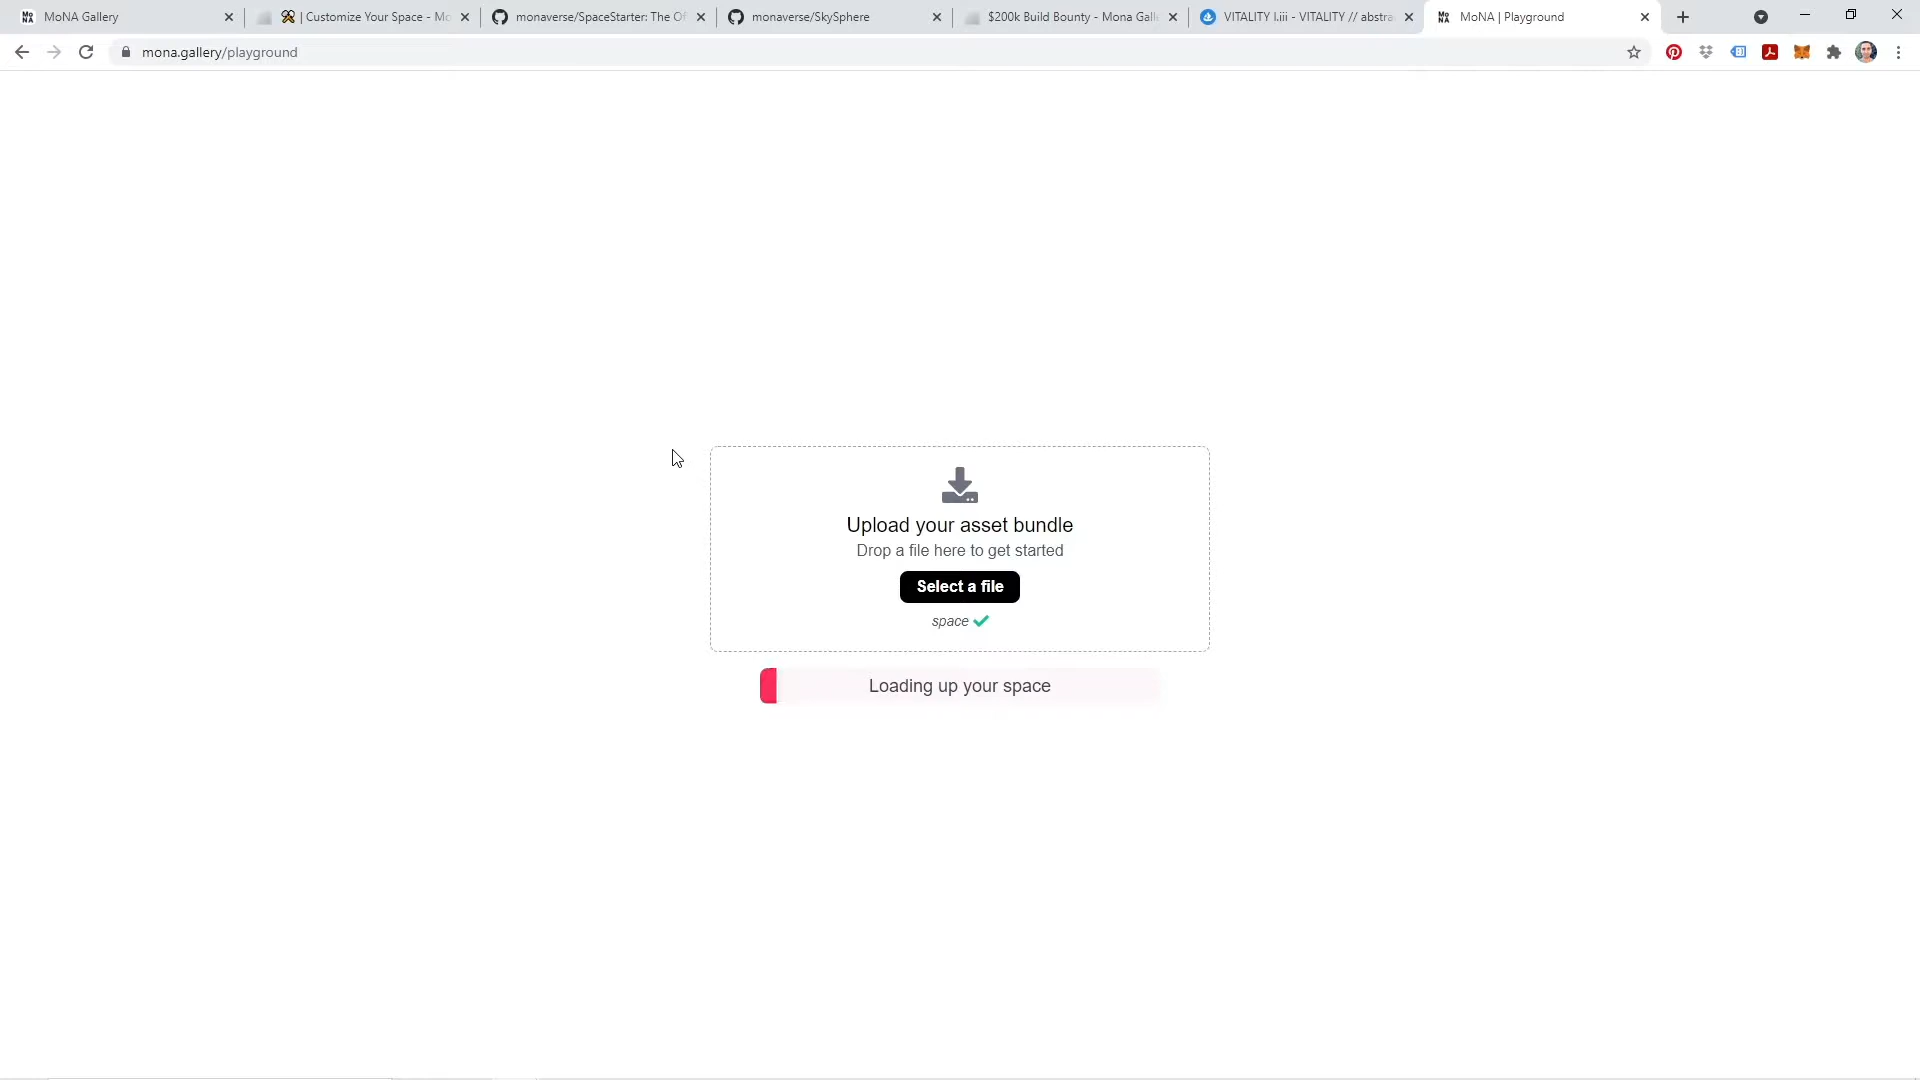 MoNA Gallery
| Customize Your Space - Mo
monaverse/SpaceStarter: The Of
monaverse/SkySphere
$200k Build Bounty - Mona Gall
VITALITY I.iii - VITALITY // abstra
MoNA | Playground
mona.gallery/playground
Upload your asset bundle
Drop a file here to get started
Select a file
space
Loading up your space